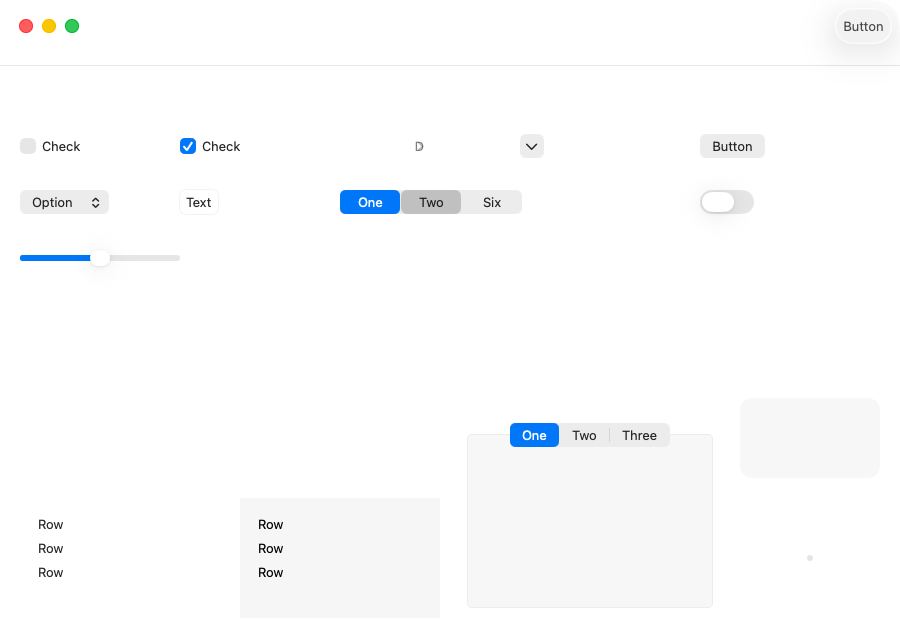 Button
Check
Check
Button
Option
Text
One
Two
Six
One
Two
Three
Row
Row
Row
Row
Row
Row